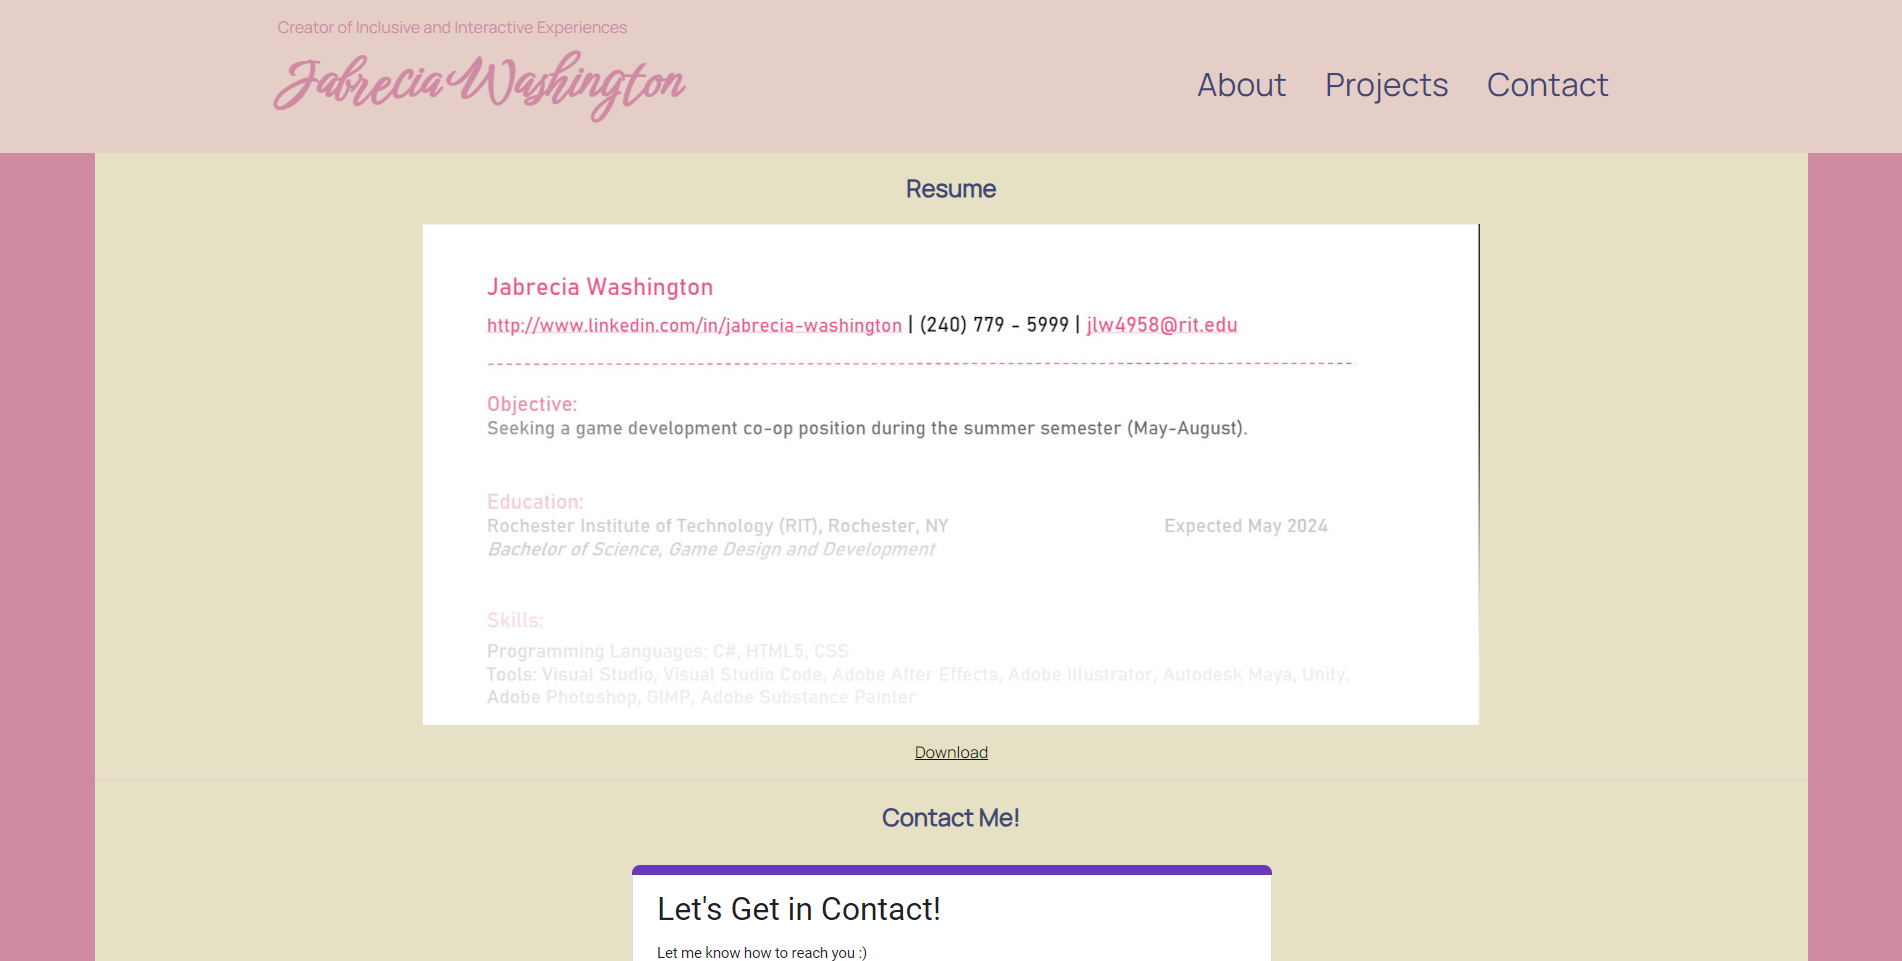 Creator of Inclusive and Interactive Experiences
Jabrecia Washington
About Projects Contact
Resume
Jabrecia Washington
http://www.linkedin.com/in/jabrecia-washington | (240) 779 - 5999 | jlw4958@rit.edu
Objective:
Seeking a game development co-op position during the summer semester (May-August).
Education:
Rochester Institute of Technology (RIT), Rochester, NY Expected May 2024
Bachelor of Science, Game Design and Development
Skills:
Programming Languages: C#, HTML5, CSS
Tools: Visual Studio, Visual Studio Code, Adobe After Effects, Adobe Illustrator, Autodesk Maya, Unity,
Adobe Photoshop, GIMP, Adobe Substance Painter
Download
Contact Me!
Let's Get in Contact!
Let me know how to reach you :)